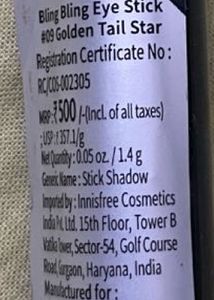 Bling Bling Eye Stick
#09 Golden Tail Star
Registration Certificate No :
RC/COS-002305
MRP:₹500/-(Incl. of all taxes)
:USP:₹357.1/g
Net Quantity : 0.05 oz. / 1.4 g
Generic Name : Stick Shadow
Imported by : Innisfree Cosmetics
India Pvt. Ltd. 15th Floor, Tower B
Vatika Tower, Sector-54, Golf Course
Road, Gurgaon, Haryana, India
Manufactured for :